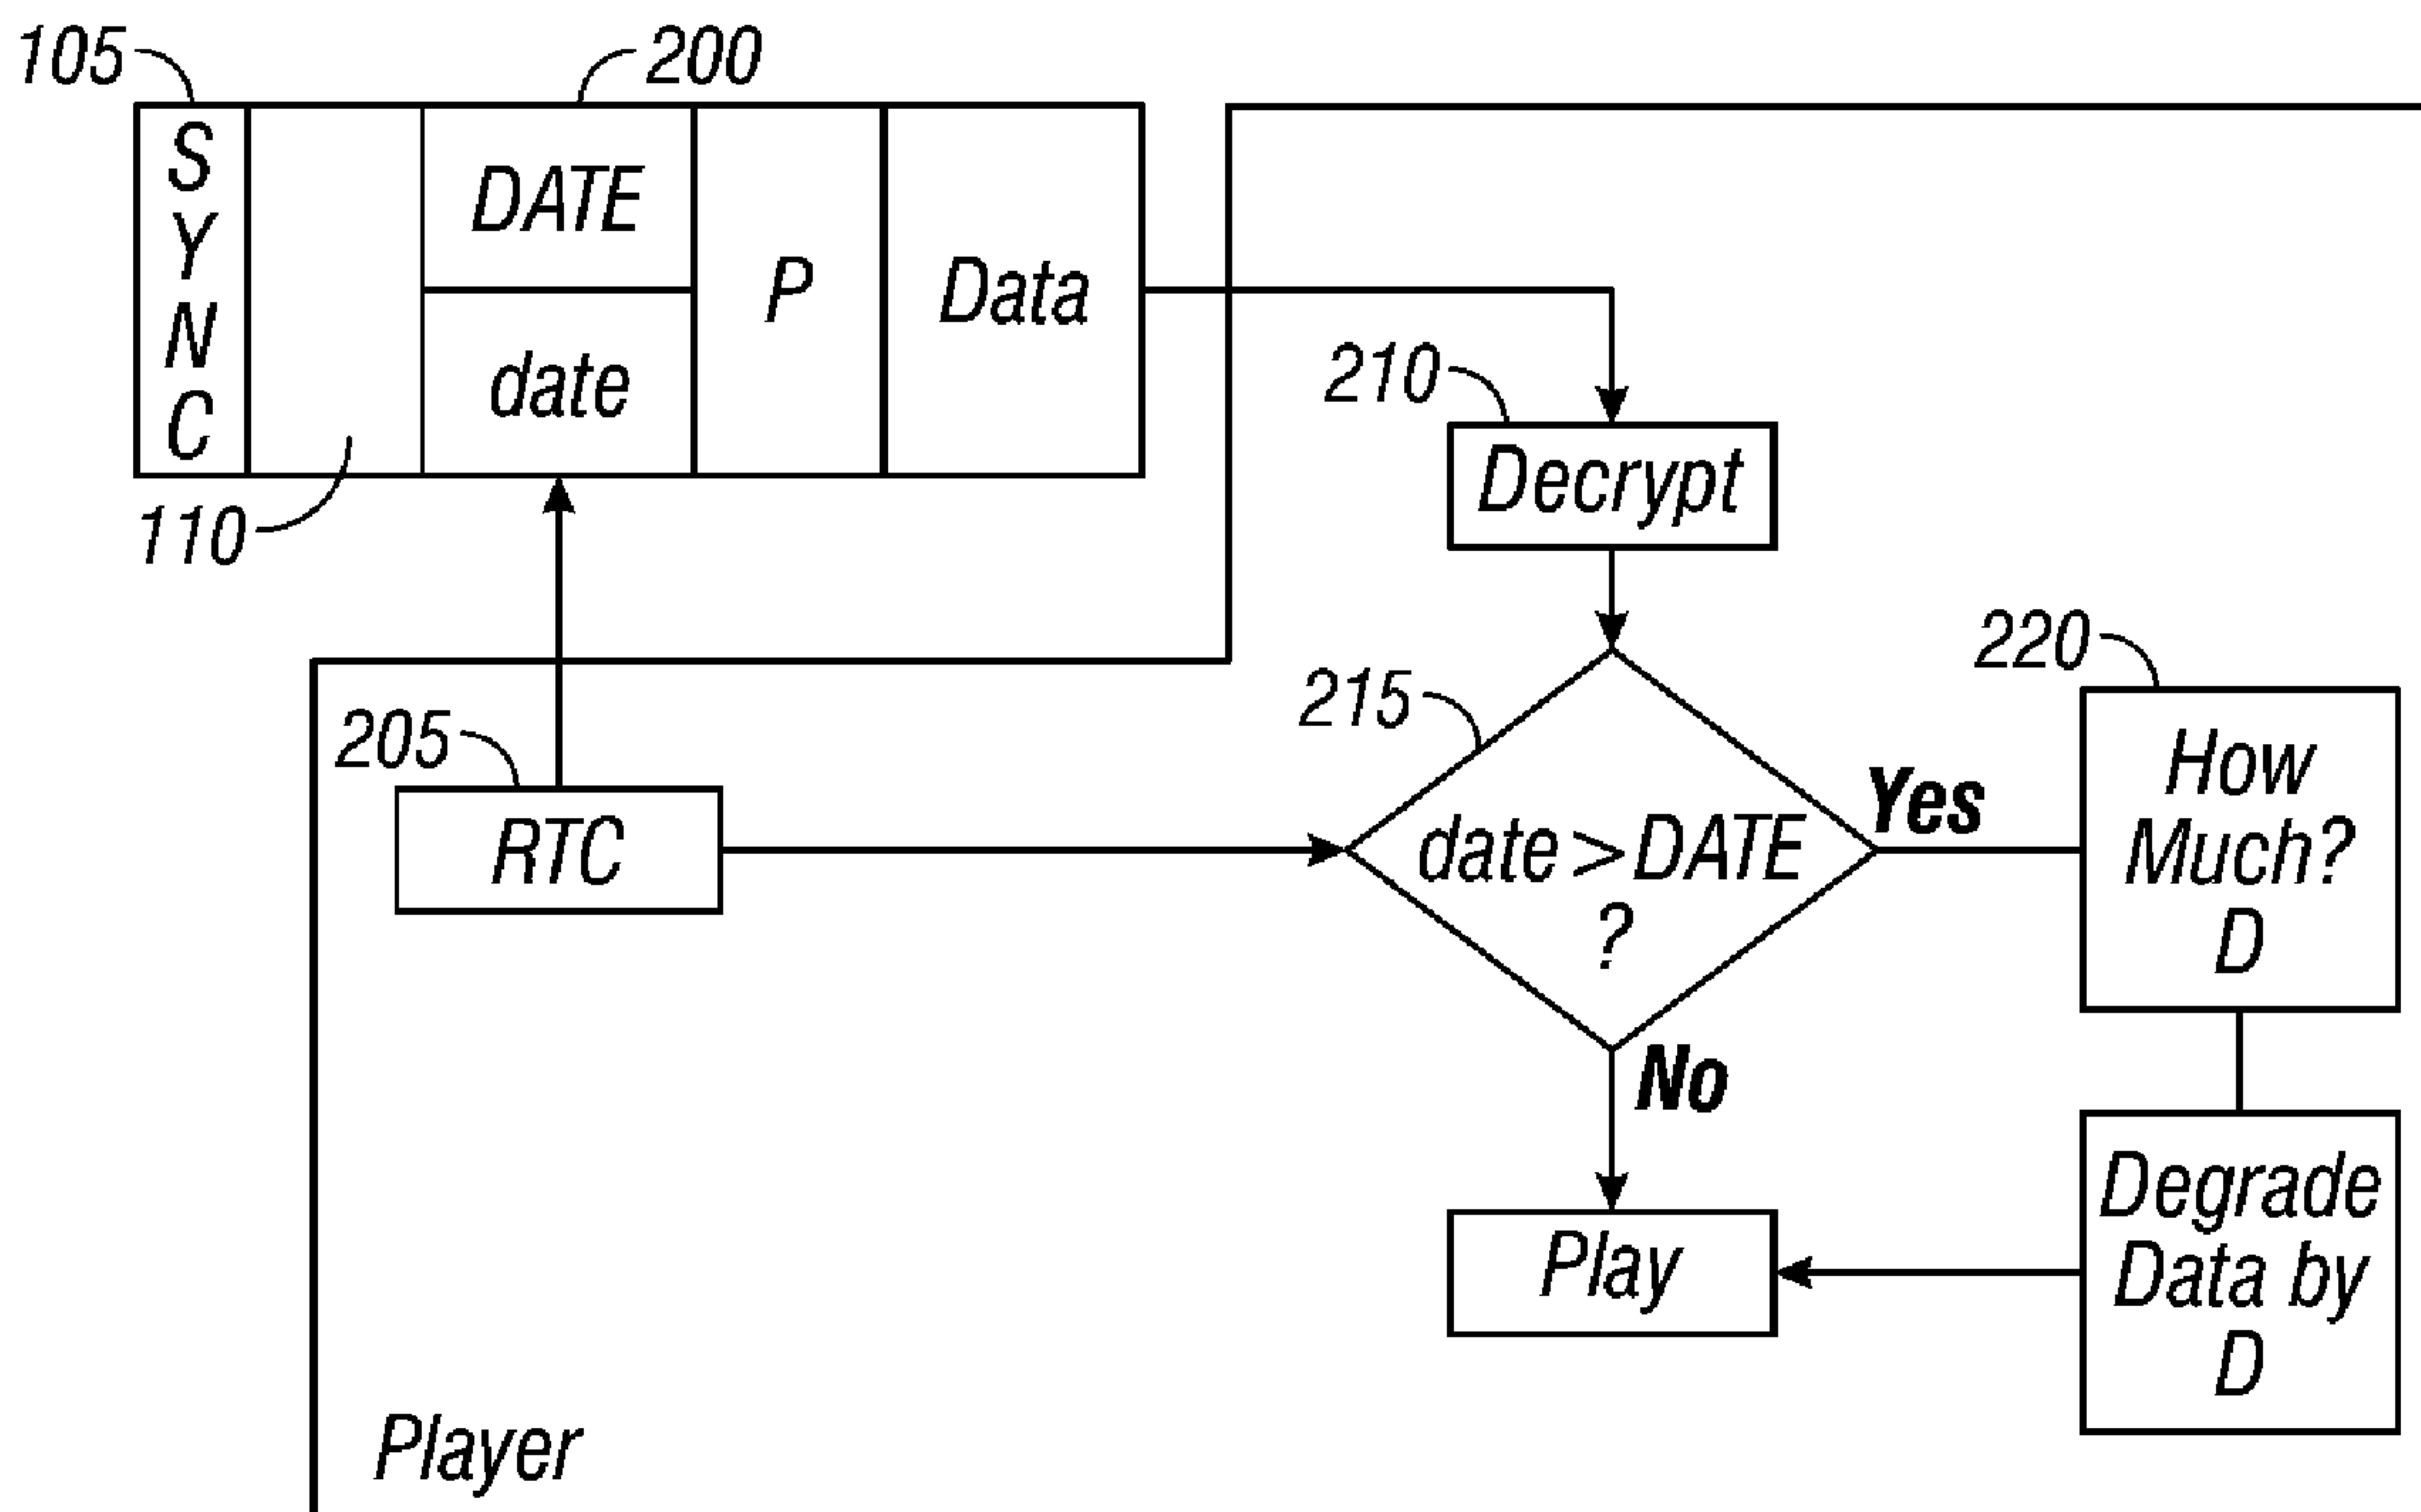 105
200
S
Y
N
C
DATE
date
P
Data
110
210
Decrypt
205
RTC
215
date > DATE
?
Yes
No
220
How
Much?
D
Degrade
Data by
D
Play
Player